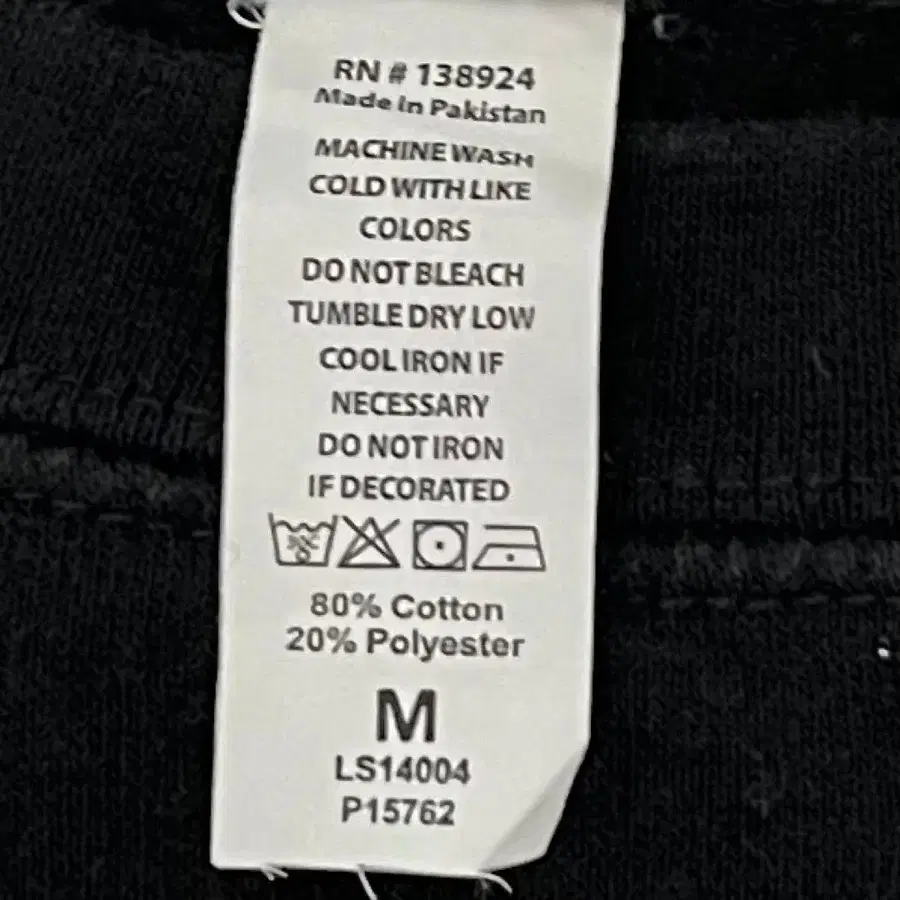 RN # 138924
Made in Pakistan
MACHINE WASH
COLD WITH LIKE
COLORS
DO NOT BLEACH
TUMBLE DRY LOW
COOL IRON IF
NECESSARY
DO NOT IRON
IF DECORATED
80% Cotton
20% Polyester
M
LS14004
P15762